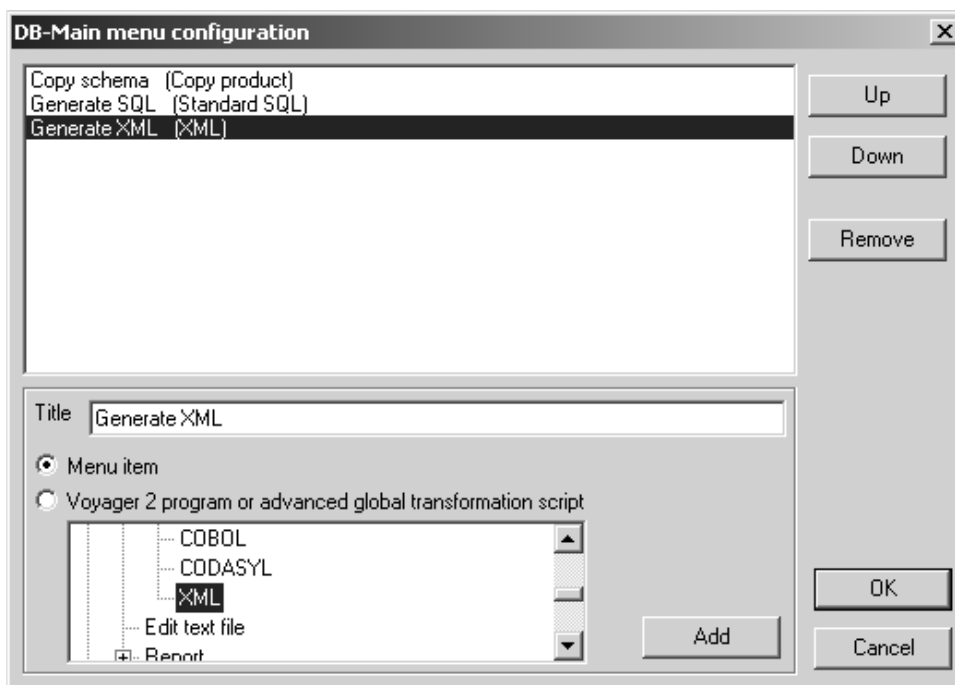 DB-Main menu configuration
Copy schema (Copy product)
Generate SQL (Standard SQL)
Generate XML (XML)
Up
Down
Remove
Title Generate XML
Menu item
Voyager 2 program or advanced global transformation script
COBOL
CODASYL
XML
Edit text file
Report
Add
OK
Cancel